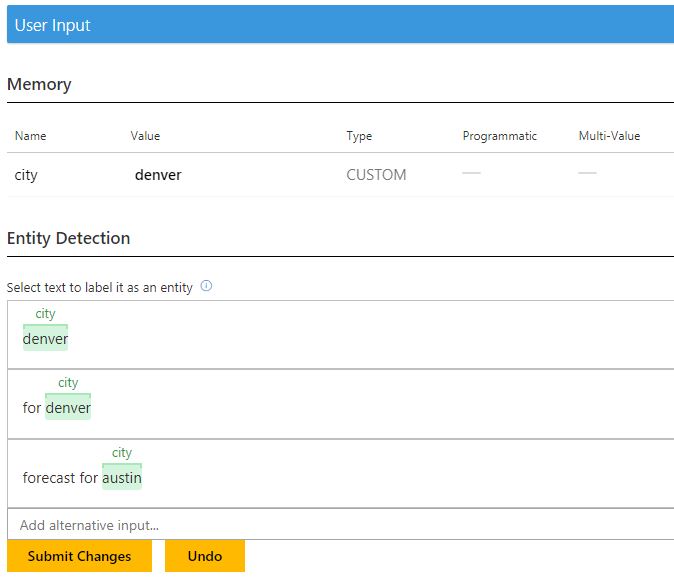 User Input
Memory
Name Value Type Programmatic Multi-Value
city denver CUSTOM — —
Entity Detection
Select text to label it as an entity
city
denver
city
for denver
city
forecast for austin
Add alternative input...
Submit Changes Undo